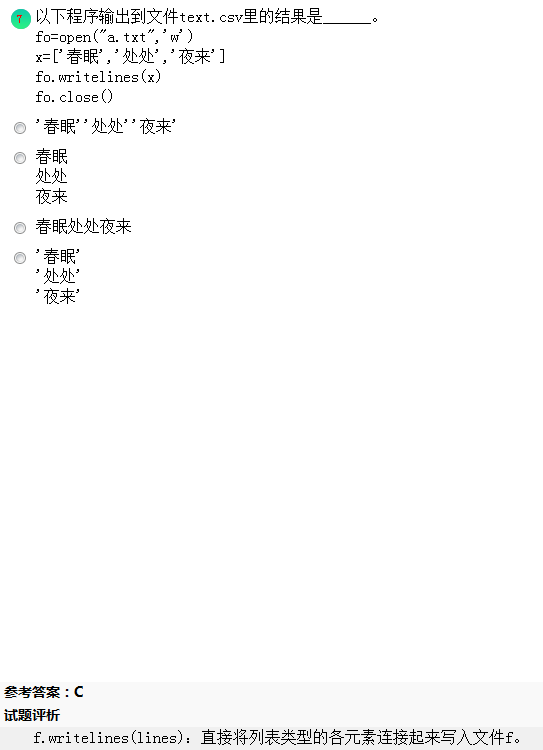 7 以下程序输出到文件text.csv里的结果是______。
fo=open("a.txt",'w')
x=['春眠','处处','夜来']
fo.writelines(x)
fo.close()
'春眠''处处''夜来'
春眠
处处
夜来
春眠处处夜来
'春眠'
'处处'
'夜来'
参考答案：C
试题评析
f.writelines(lines)：直接将列表类型的各元素连接起来写入文件f。